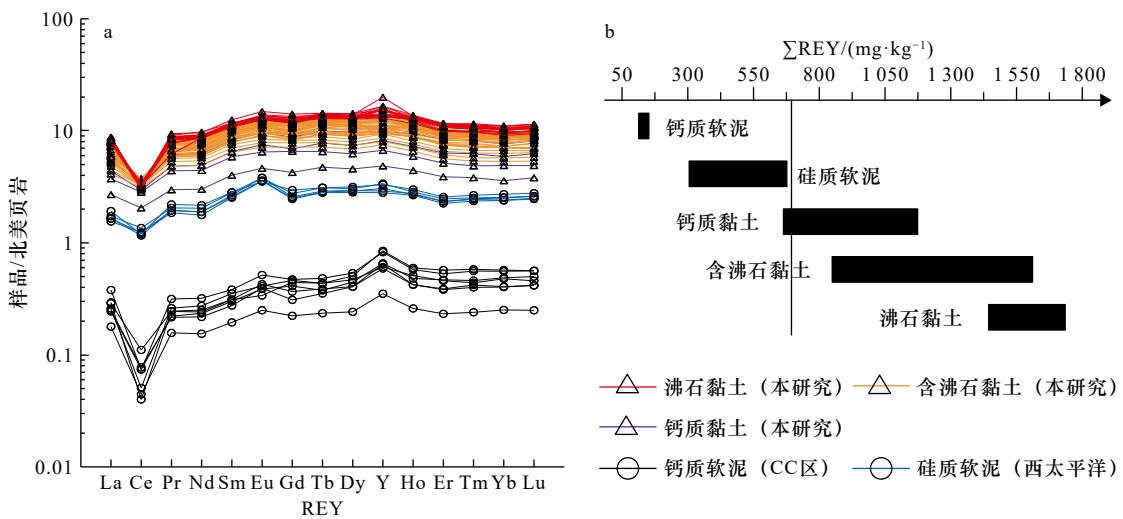 a
100
10
1
0.1
0.01
样品/北美页岩
La Ce Pr Nd Sm Eu Gd Tb Dy Y Ho Er Tm Yb Lu
REY
b
∑REY/(mg·kg⁻¹)
50 300 550 800 1 050 1 300 1 550 1 800
钙质软泥
硅质软泥
钙质黏土
含沸石黏土
沸石黏土
沸石黏土（本研究） 含沸石黏土（本研究）
钙质黏土（本研究）
钙质软泥（CC区） 硅质软泥（西太平洋）